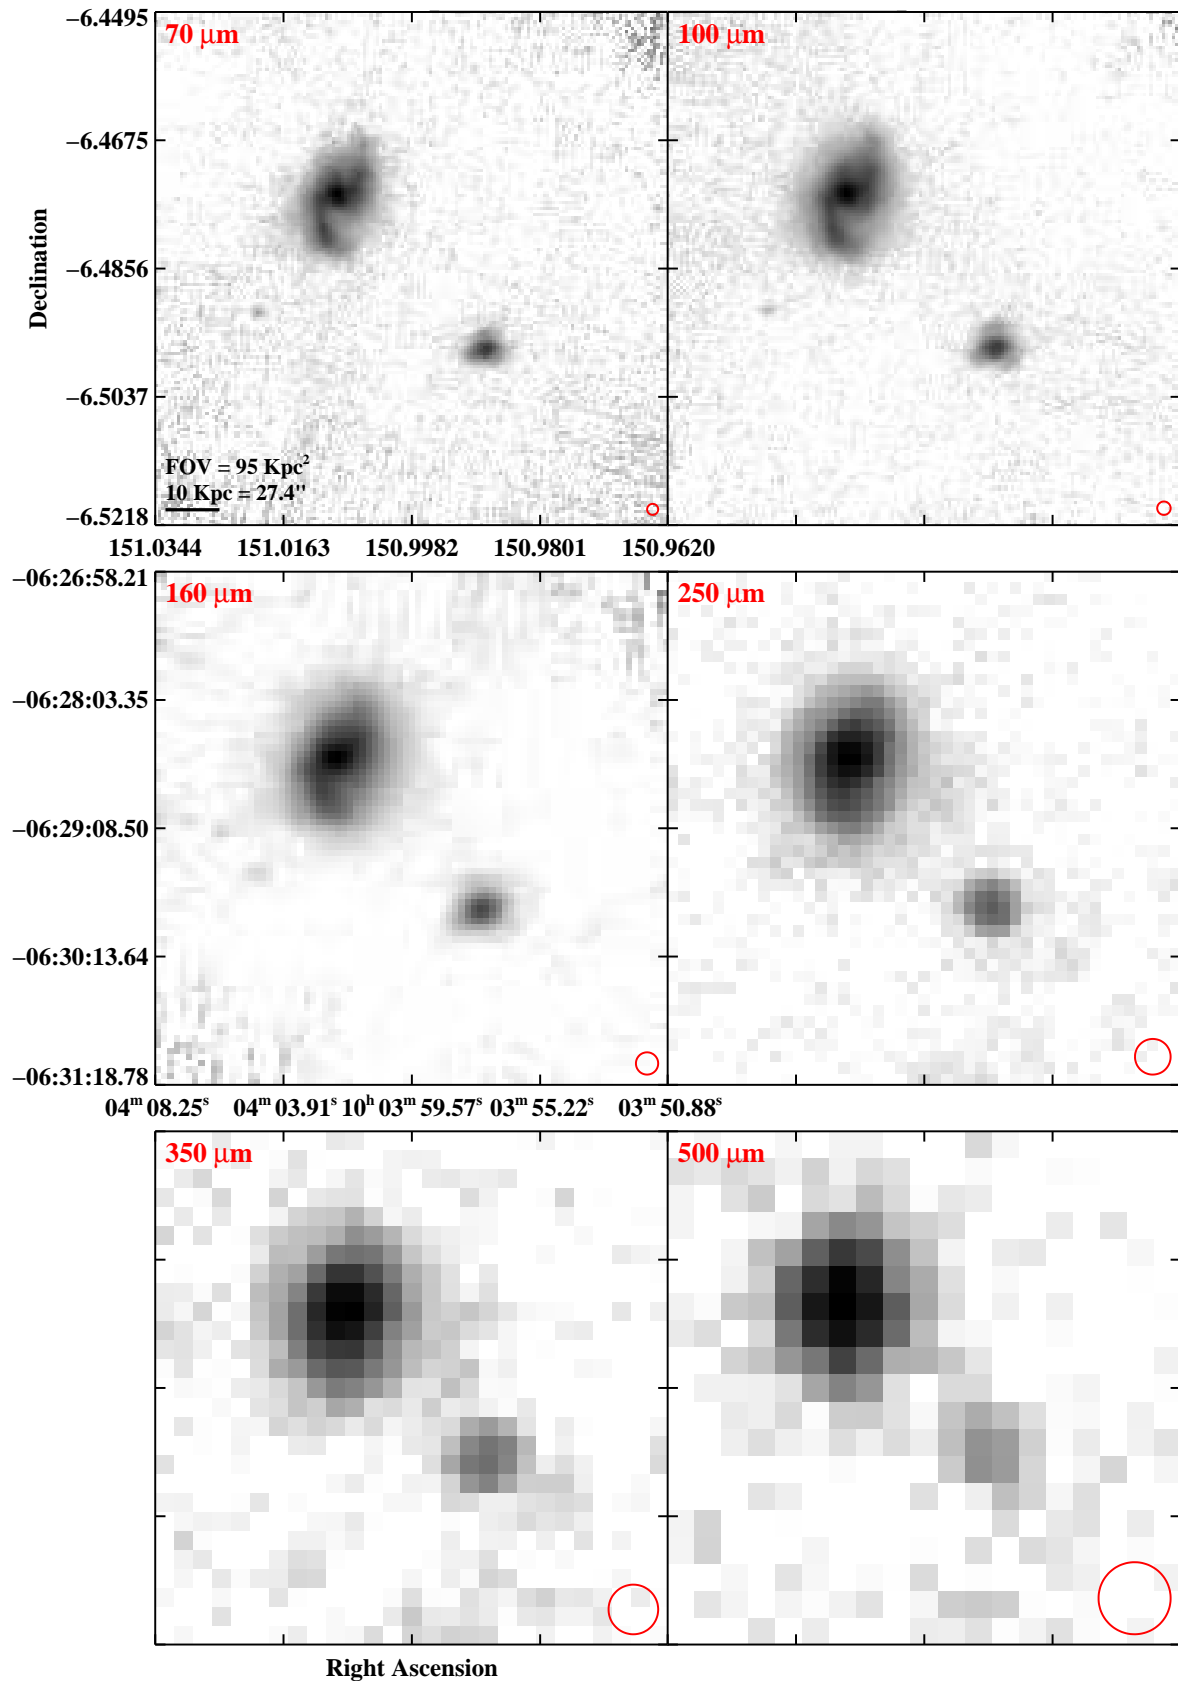 −6.4495
70 μm
100 μm
−6.4675
Declination
−6.4856
−6.5037
FOV = 95 Kpc²
10 Kpc = 27.4"
−6.5218
151.0344 151.0163 150.9982 150.9801 150.9620
−06:26:58.21
160 μm
250 μm
−06:28:03.35
−06:29:08.50
−06:30:13.64
−06:31:18.78
04ᵐ 08.25ˢ 04ᵐ 03.91ˢ 10ʰ 03ᵐ 59.57ˢ 03ᵐ 55.22ˢ 03ᵐ 50.88ˢ
350 μm
500 μm
Right Ascension